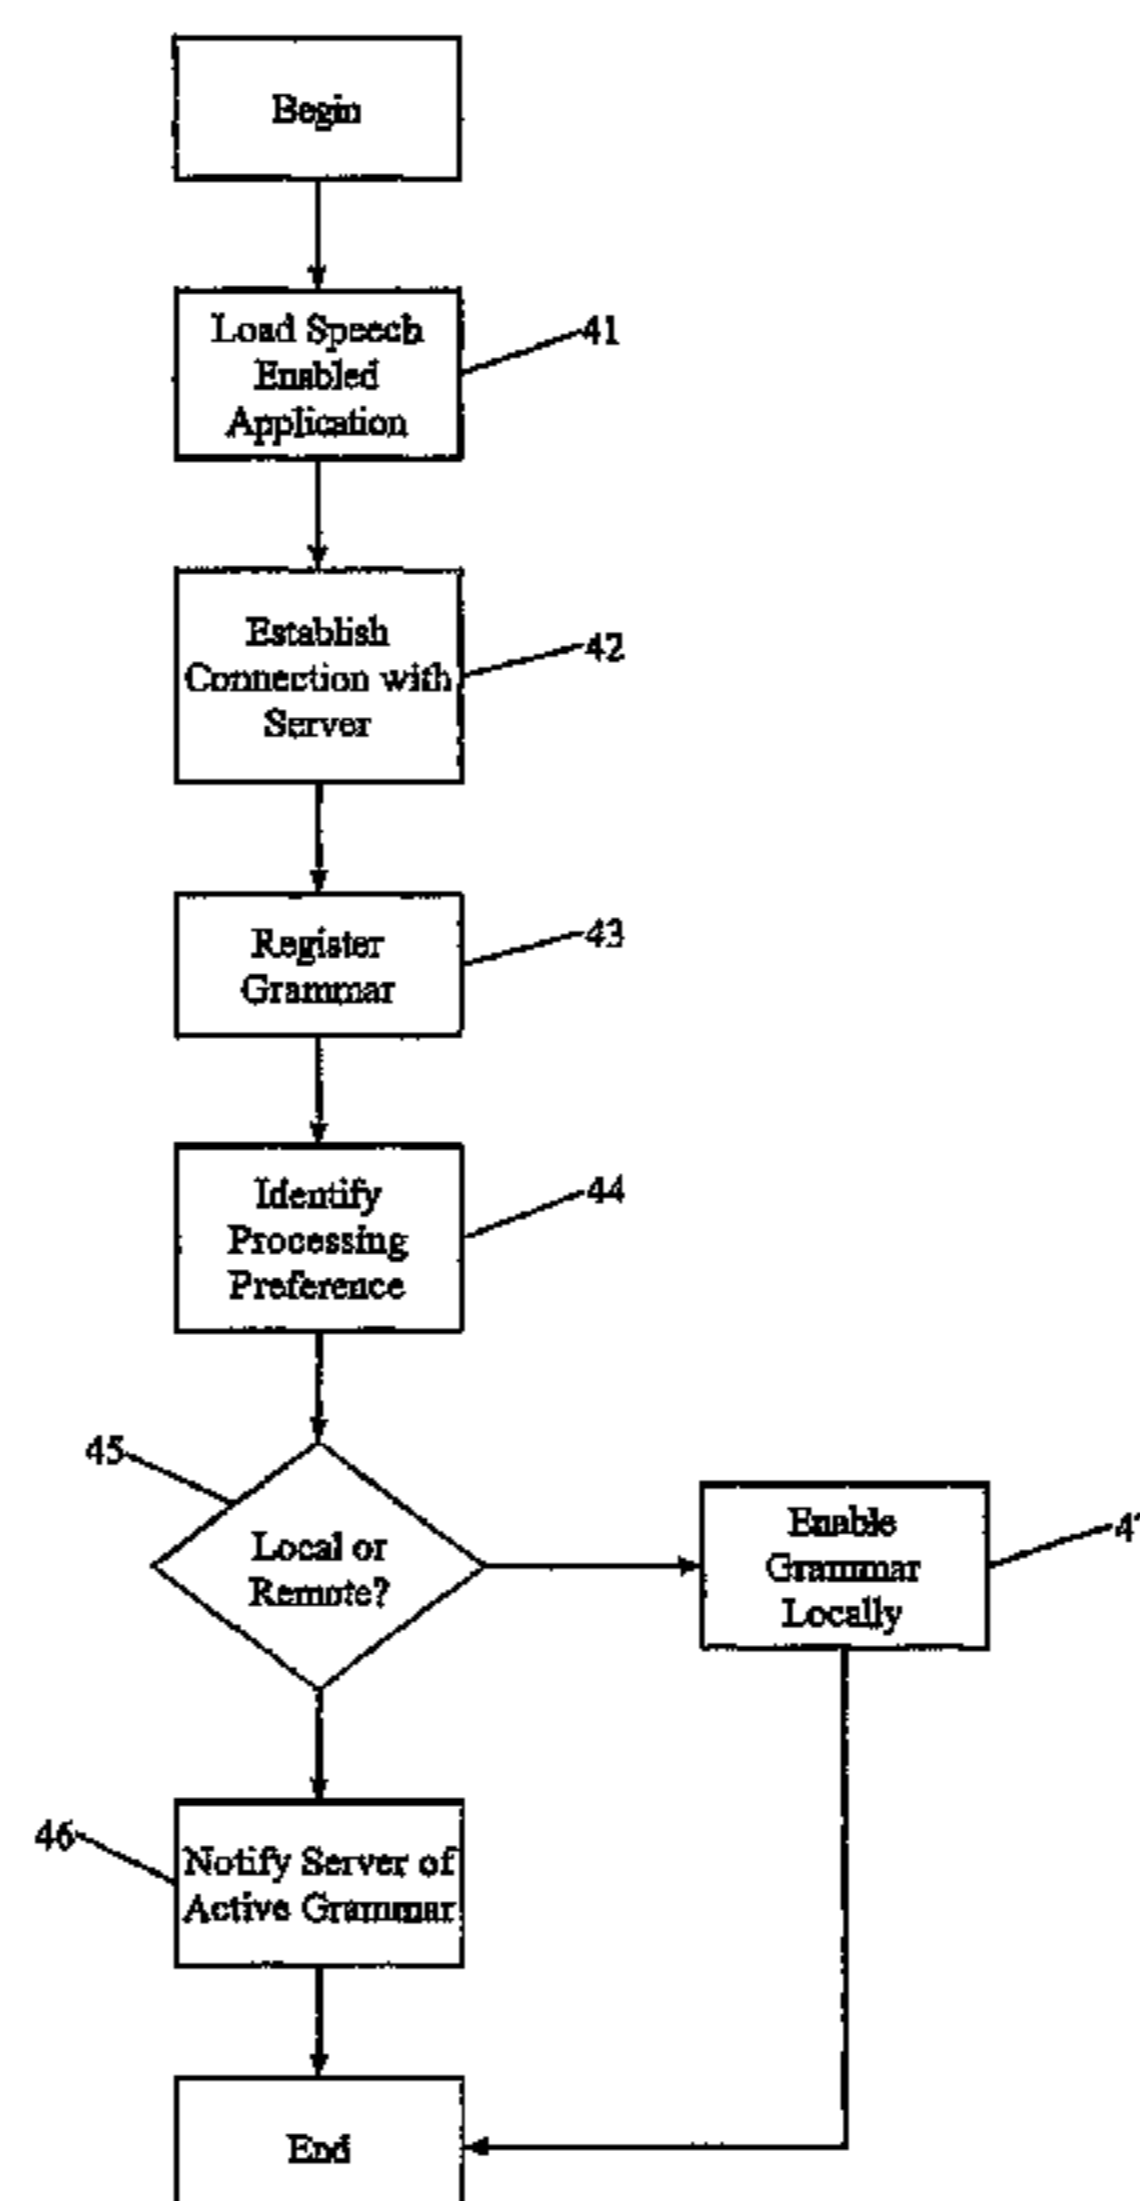 Begin
Load Speech
Enabled
Application
41
Establish
Connection with
Server
42
Register
Grammar
43
Identify
Processing
Preference
44
45
Local or
Remote?
Enable
Grammar
Locally
46
Notify Server of
Active Grammar
End